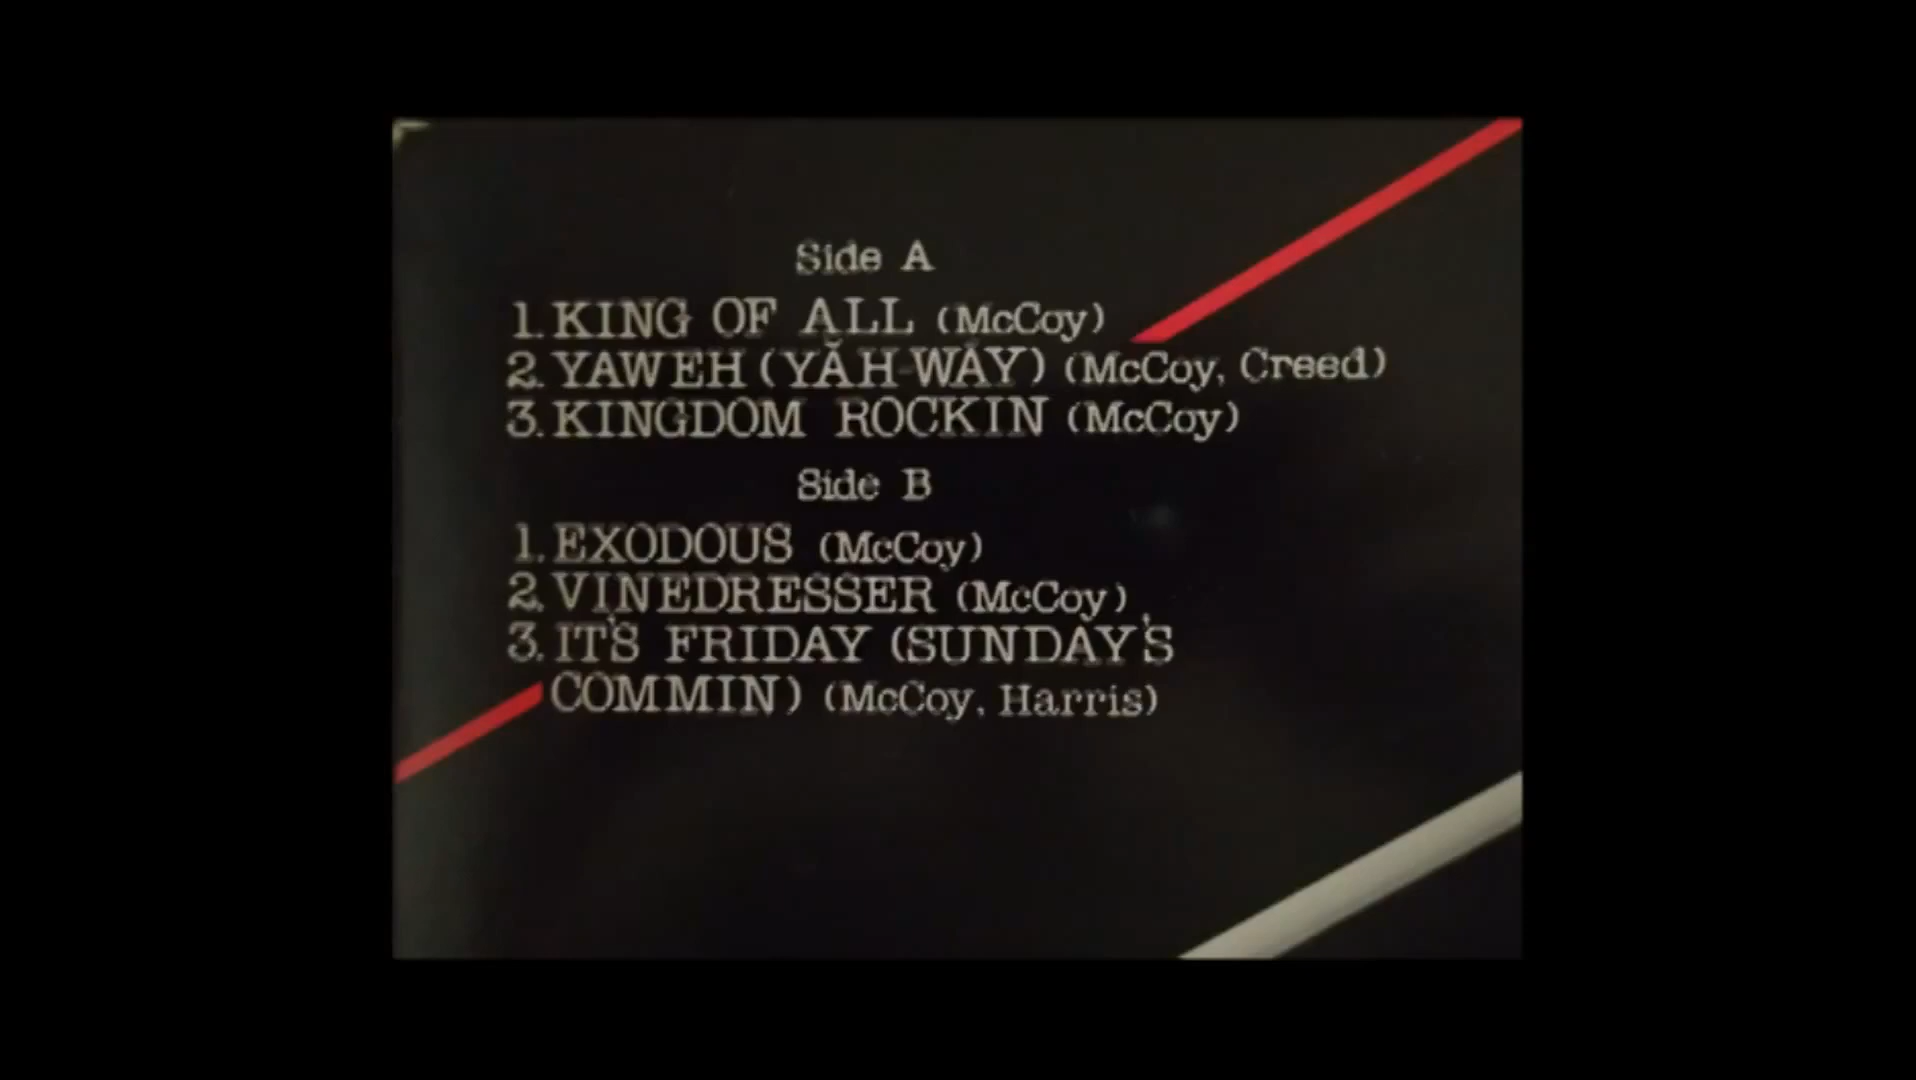 Side A
1. KING OF ALL (McCoy)
2. YAWEH (YĂH-WĀY) (McCoy, Creed)
3. KINGDOM ROCKIN (McCoy)
Side B
1. EXODOUS (McCoy)
2. VINEDRESSER (McCoy)
3. IT'S FRIDAY (SUNDAY'S
COMMIN) (McCoy, Harris)